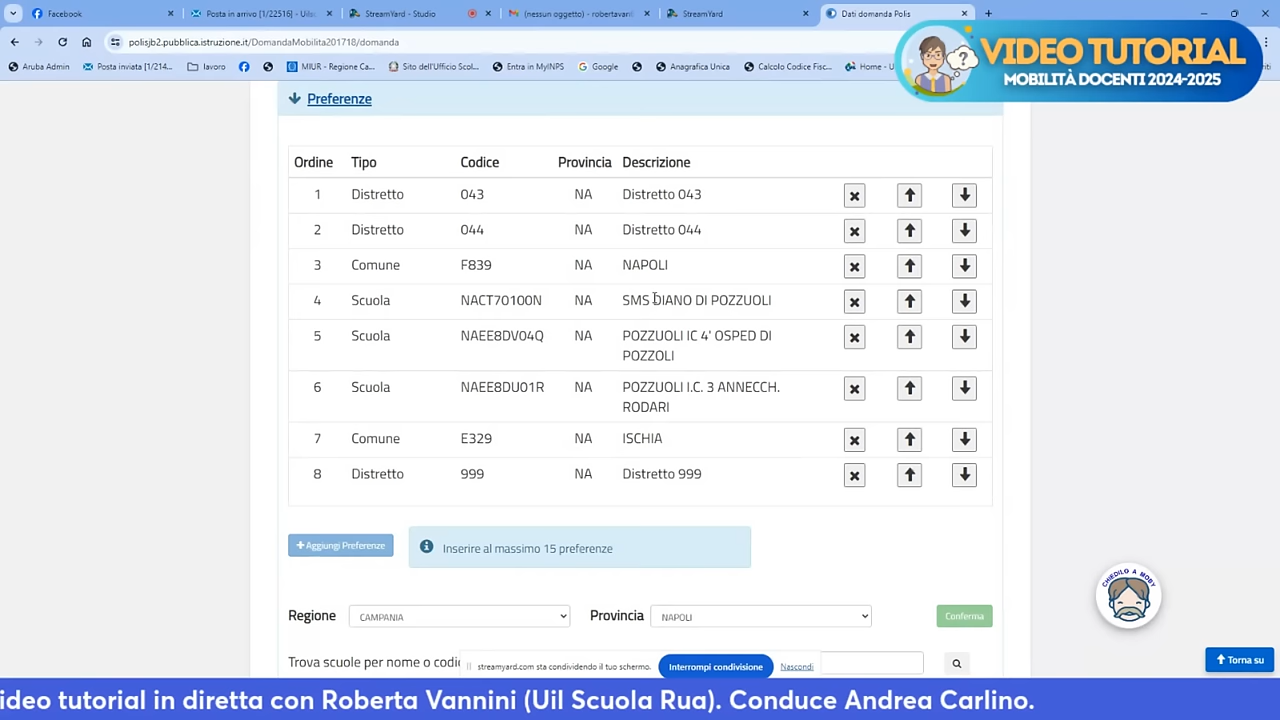 Facebook
Posta in arrivo [1/22516] - Uils
StreamYard - Studio
(nessun oggetto) - robertavanl
StreamYard
Dati domanda Polis
polisjb2.pubblica.istruzione.it/DomandaMobilita201718/domanda
Aruba Admin
Posta inviata [1/214...
lavoro
MIUR - Regione Ca...
Sito dell'Ufficio Scol...
Entra in MyINPS
Google
Anagrafica Unica
Calcolo Codice Fisc...
Home - U
VIDEO TUTORIAL
MOBILITÀ DOCENTI 2024-2025
Preferenze
Ordine Tipo Codice Provincia Descrizione
1 Distretto 043 NA Distretto 043
2 Distretto 044 NA Distretto 044
3 Comune F839 NA NAPOLI
4 Scuola NACT70100N NA SMS DIANO DI POZZUOLI
5 Scuola NAEE8DV04Q NA POZZUOLI IC 4' OSPED DI
POZZOLI
6 Scuola NAEE8DU01R NA POZZUOLI I.C. 3 ANNECCH.
RODARI
7 Comune E329 NA ISCHIA
8 Distretto 999 NA Distretto 999
+ Aggiungi Preferenze
Inserire al massimo 15 preferenze
CHIEDILO A MOBY
Regione CAMPANIA Provincia NAPOLI Conferma
Trova scuole per nome o codic
streamyard.com sta condividendo il tuo schermo.
Interrompi condivisione
Nascondi
Torna su
ideo tutorial in diretta con Roberta Vannini (Uil Scuola Rua). Conduce Andrea Carlino.